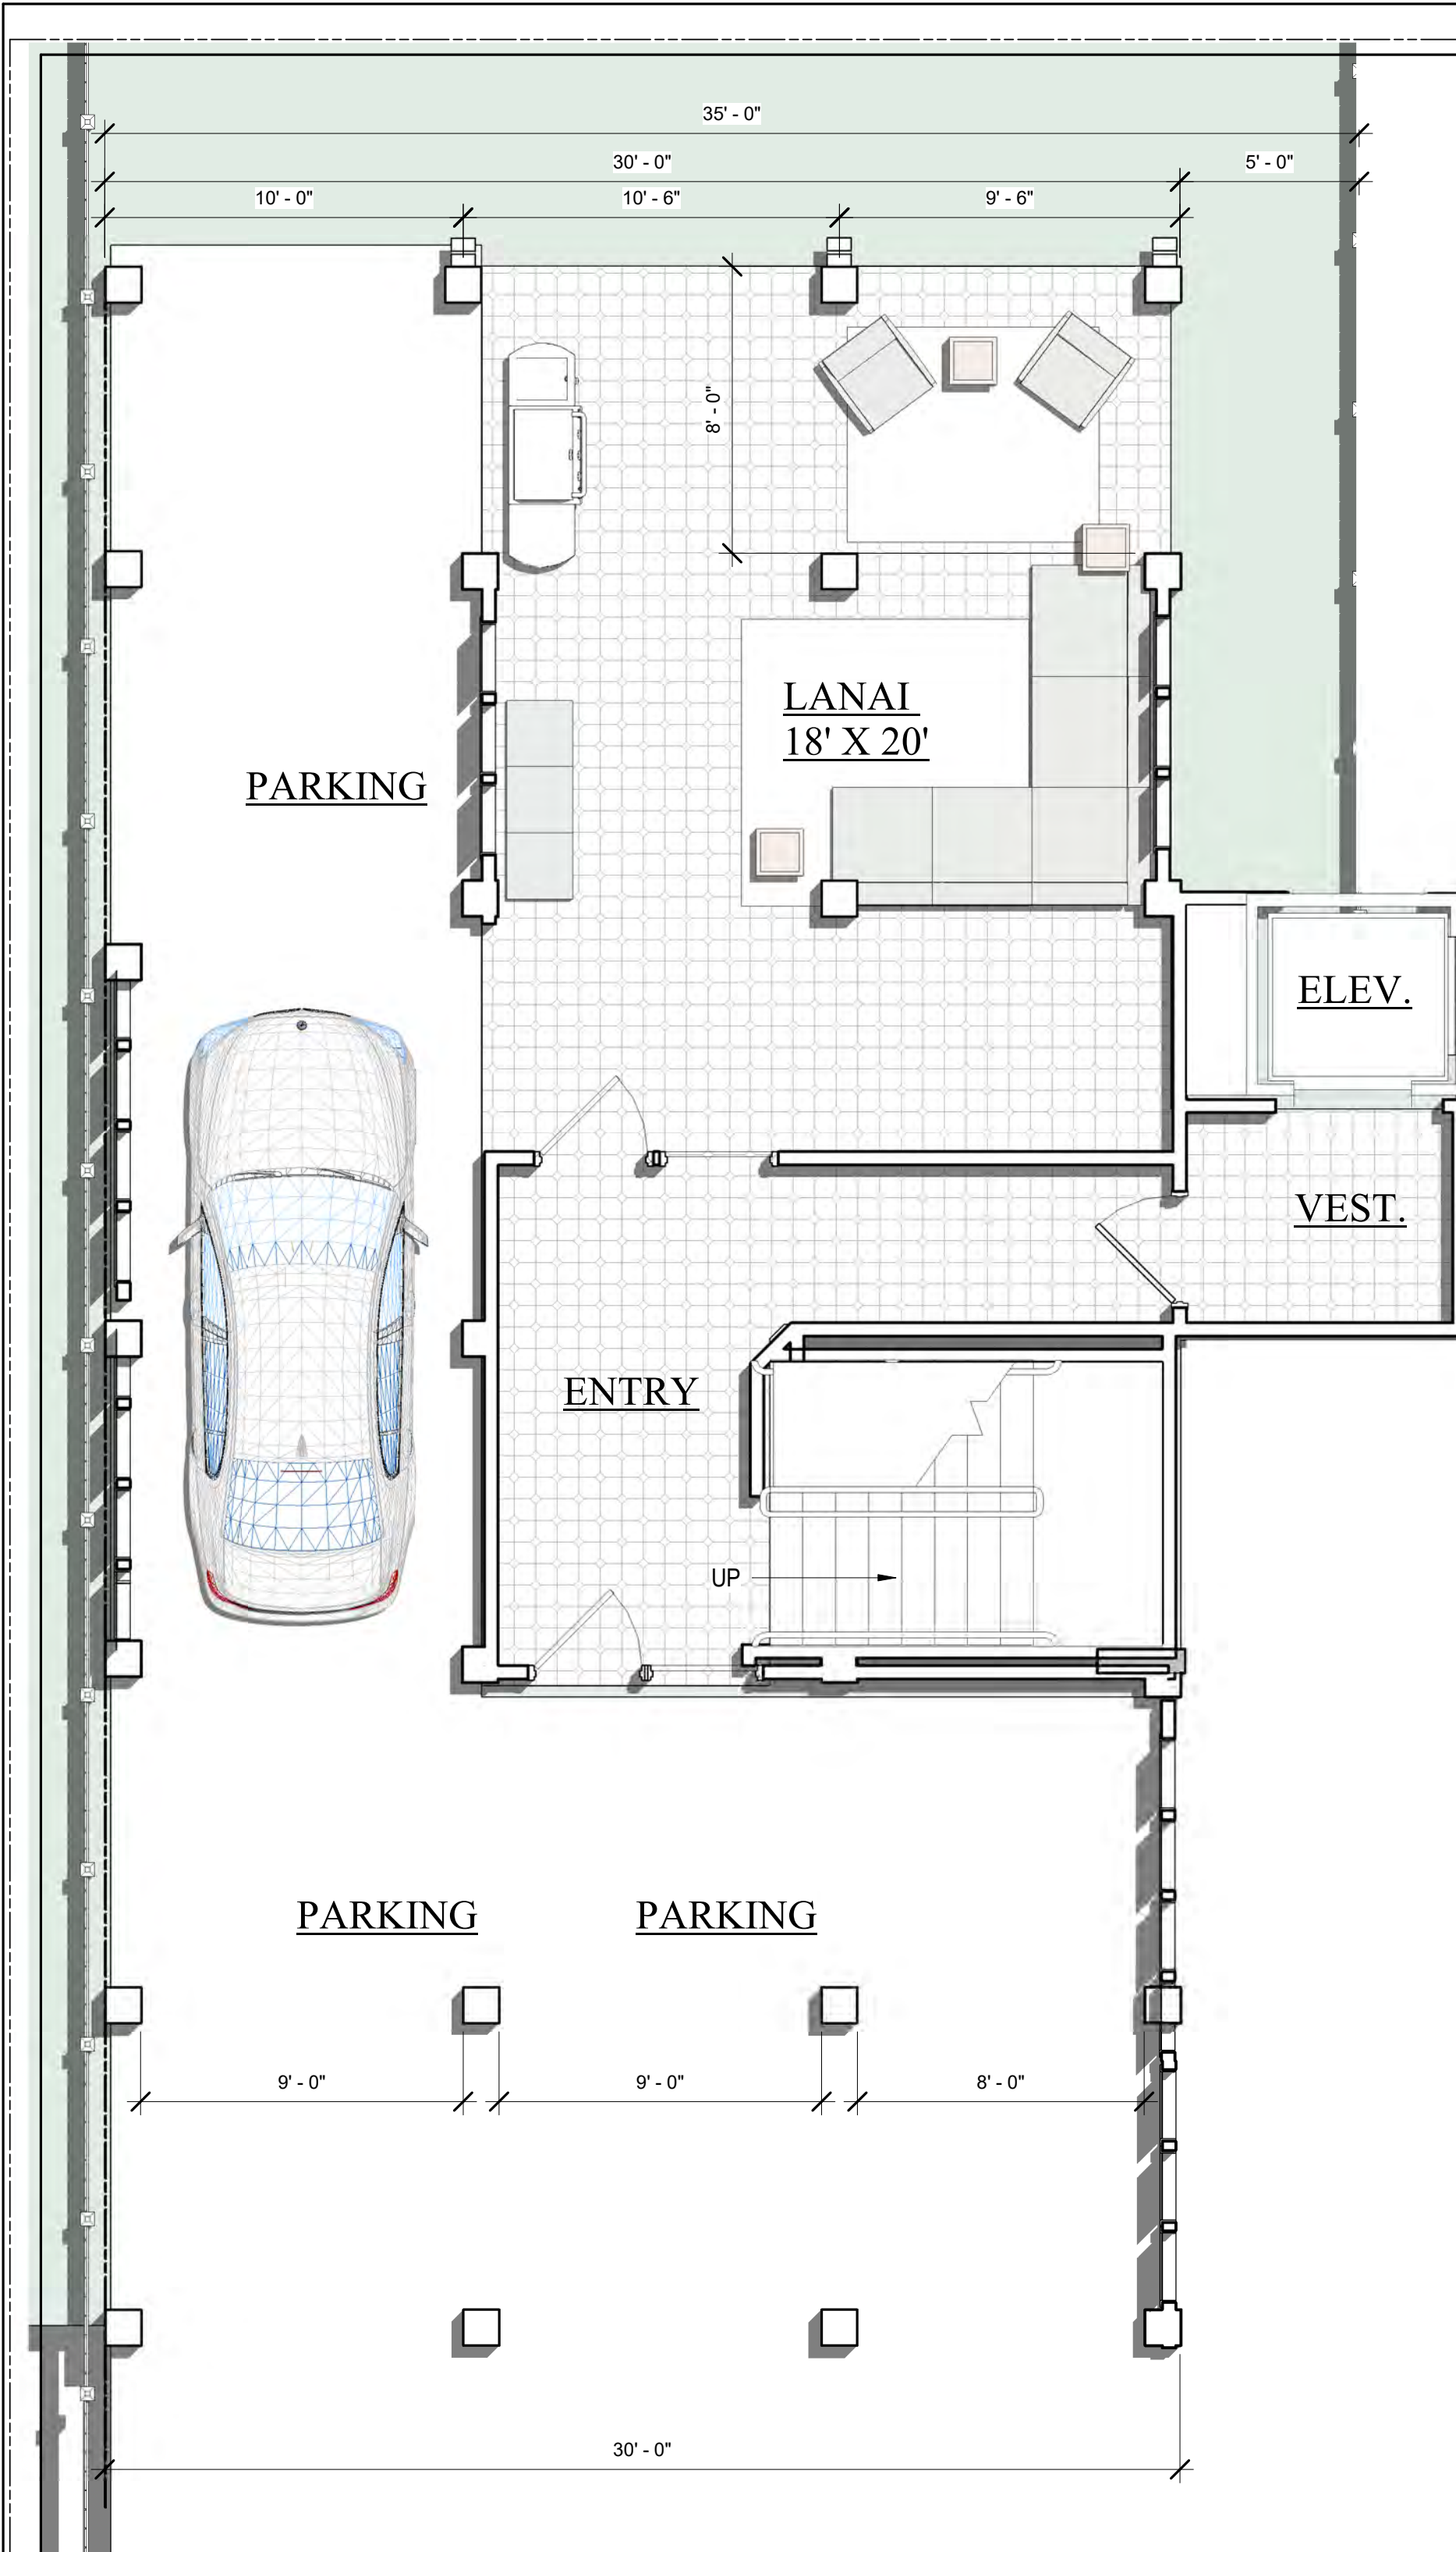 35' - 0"
30' - 0"
5' - 0"
10' - 0"
10' - 6"
9' - 6"
8' - 0"
LANAI
18' X 20'
PARKING
ELEV.
VEST.
ENTRY
UP
PARKING
PARKING
9' - 0"
9' - 0"
8' - 0"
30' - 0"